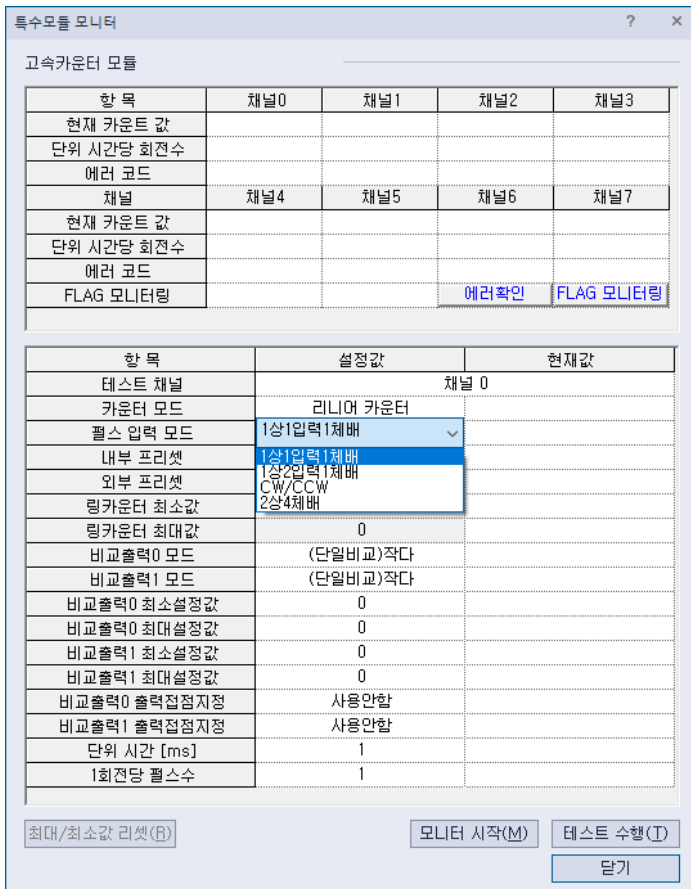 특수모듈 모니터 ? ×
고속카운터 모듈
항 목 채널0 채널1 채널2 채널3
현재 카운트 값
단위 시간당 회전수
에러 코드
채널 채널4 채널5 채널6 채널7
현재 카운트 값
단위 시간당 회전수
에러 코드
FLAG 모니터링 에러확인 FLAG 모니터링
항 목 설정값 현재값
테스트 채널 채널 0
카운터 모드 리니어 카운터
펄스 입력 모드 1상1입력1체배
내부 프리셋 1상1입력1체배
1상2입력1체배
외부 프리셋 CW/CCW
2상4체배
링카운터 최소값
링카운터 최대값 0
비교출력0 모드 (단일비교)작다
비교출력1 모드 (단일비교)작다
비교출력0 최소설정값 0
비교출력0 최대설정값 0
비교출력1 최소설정값 0
비교출력1 최대설정값 0
비교출력0 출력접점지정 사용안함
비교출력1 출력접점지정 사용안함
단위 시간 [ms] 1
1회전당 펄스수 1
최대/최소값 리셋(R) 모니터 시작(M) 테스트 수행(T)
닫기